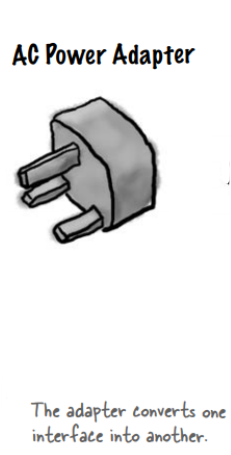 AC Power Adapter
The adapter converts one
interface into another.